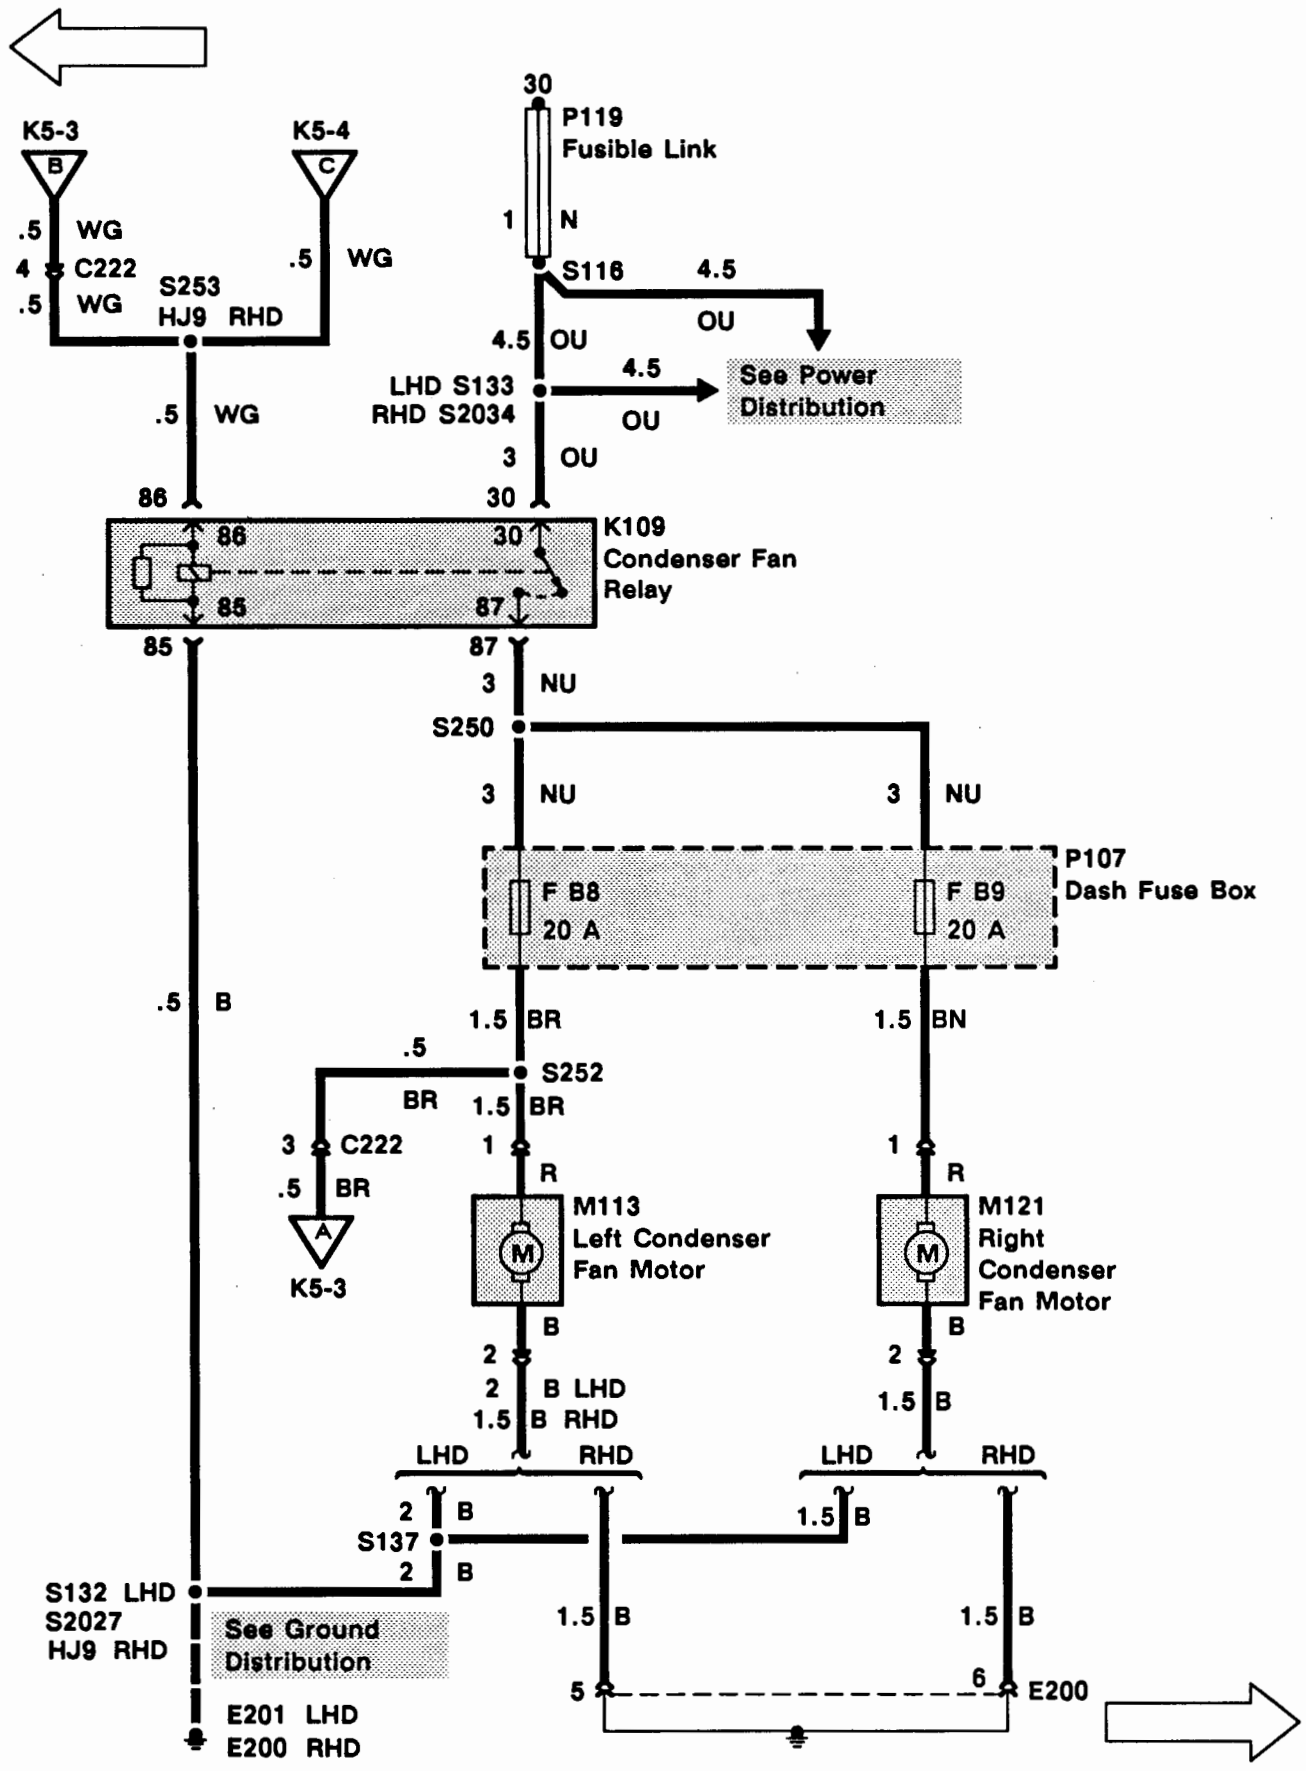 30
P119
Fusible Link
K5-3
K5-4
B
C
1 N
.5 WG
.5 WG
4 C222
S116
4.5
OU
.5 WG
S253
HJ9 RHD
4.5 OU
LHD S133
RHD S2034
4.5
OU
See Power
Distribution
.5 WG
3 OU
86
30
86
30
K109
Condenser Fan
Relay
85
87
85
87
3 NU
S250
3 NU
3 NU
P107
Dash Fuse Box
F B8
20 A
F B9
20 A
.5 B
1.5 BR
1.5 BN
.5
BR
S252
1.5 BR
3 C222
1
1
.5 BR
R
R
A
K5-3
M113
Left Condenser
Fan Motor
M
M121
Right
Condenser
Fan Motor
M
B
B
2
2
2 B LHD
1.5 B RHD
1.5 B
LHD RHD
LHD RHD
2 B
1.5 B
S137
2 B
S132 LHD
S2027
HJ9 RHD
See Ground
Distribution
1.5 B
1.5 B
5
6
E200
E201 LHD
E200 RHD